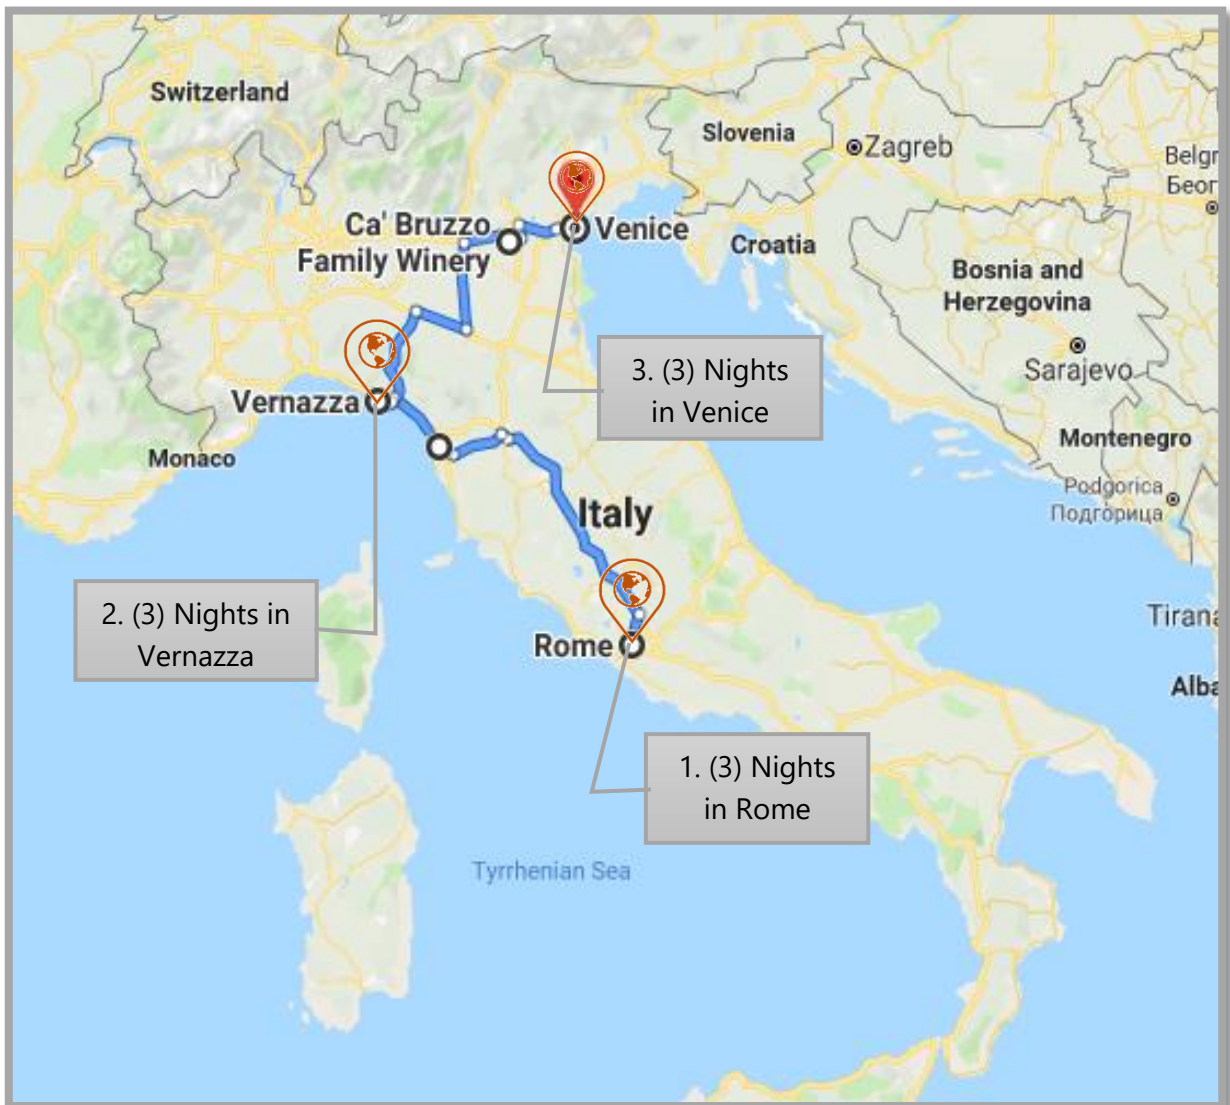 Switzerland
Slovenia
Zagreb
Belgr
Беог
Ca' Bruzzo
Family Winery
Venice
Croatia
Bosnia and
Herzegovina
Sarajevo
3. (3) Nights
in Venice
Vernazza
Monaco
Montenegro
Podgorica
Подгорица
Italy
2. (3) Nights in
Vernazza
Rome
Tirana
Alba
1. (3) Nights
in Rome
Tyrrhenian Sea